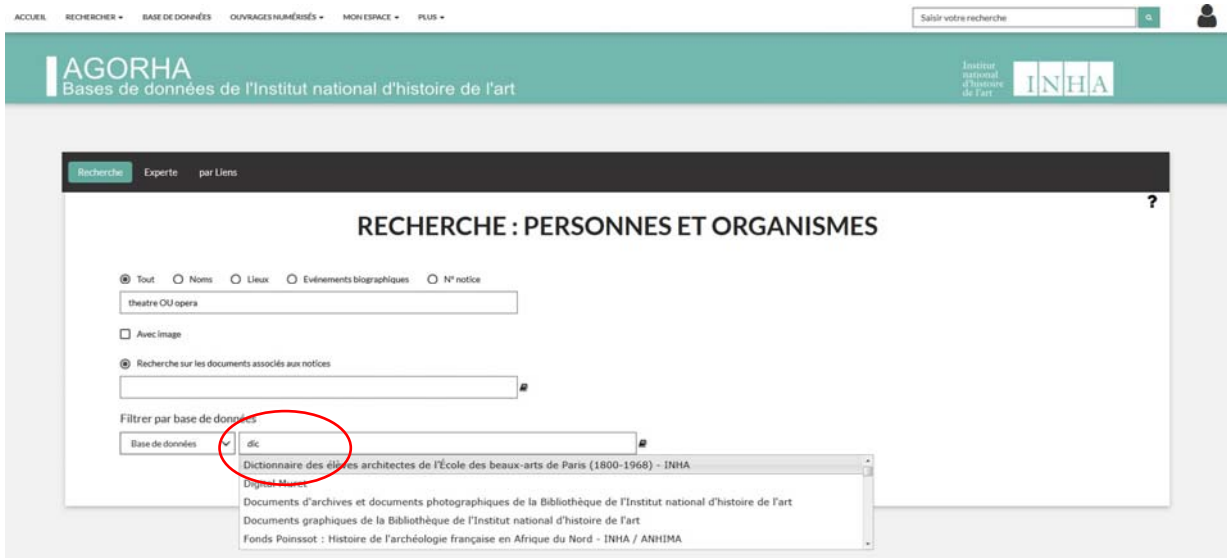 ACCUEIL RECHERCHER BASE DE DONNÉES OUVRAGES NUMÉRISÉS MON ESPACE PLUS Saisir votre recherche
AGORHA
Bases de données de l'Institut national d'histoire de l'art
Institut
national
d'histoire
de l'art
INHA
Recherche Experte par Liens
?
RECHERCHE : PERSONNES ET ORGANISMES
Tout Noms Lieux Evénements biographiques N° notice
theatre OU opera
Avec image
Recherche sur les documents associés aux notices
Filtrer par base de données
Base de données dic
Dictionnaire des élèves architectes de l'École des beaux-arts de Paris (1800-1968) - INHA
Digital Muret
Documents d'archives et documents photographiques de la Bibliothèque de l'Institut national d'histoire de l'art
Documents graphiques de la Bibliothèque de l'Institut national d'histoire de l'art
Fonds Poinssot : Histoire de l'archéologie française en Afrique du Nord - INHA / ANHIMA